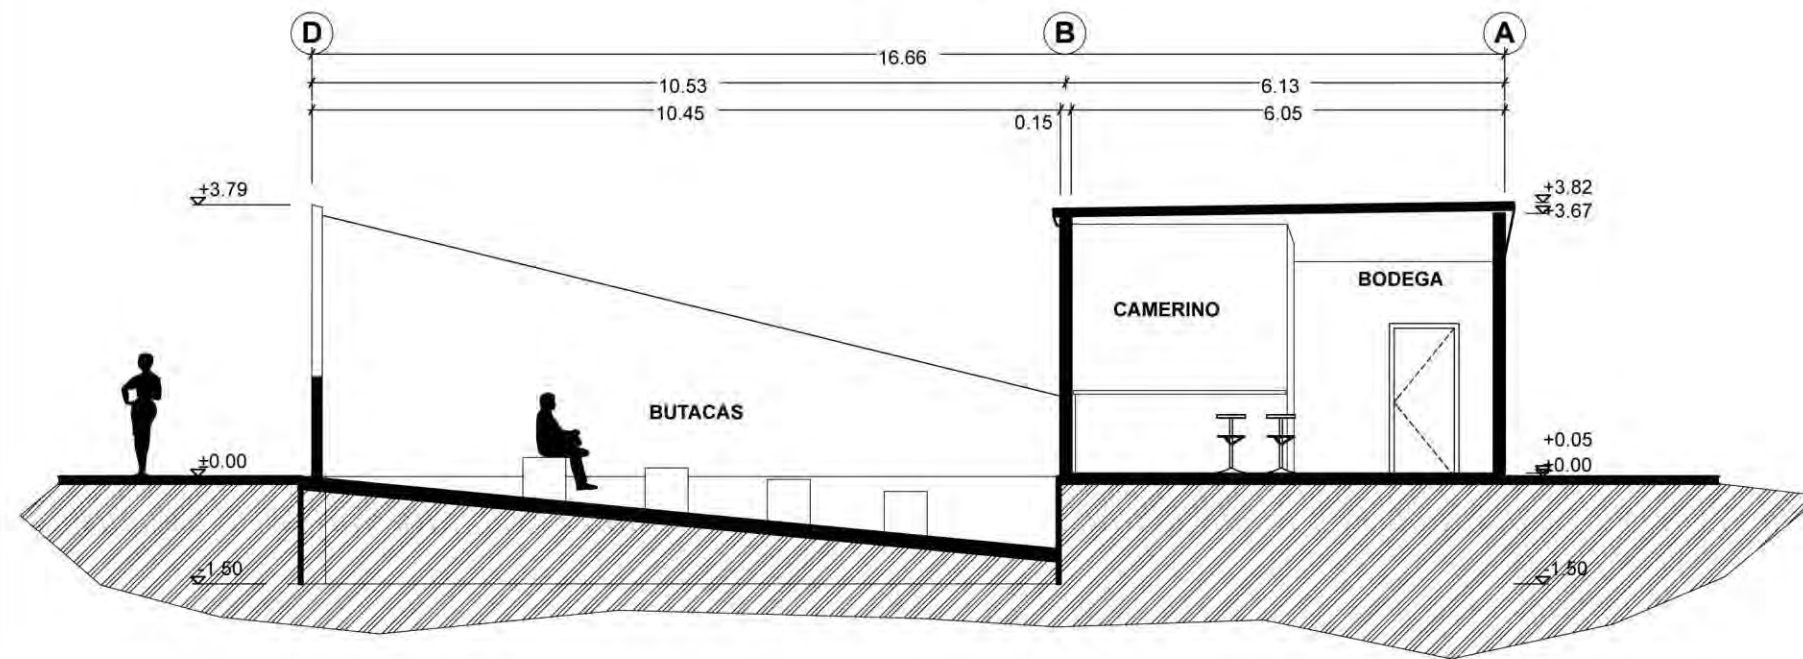 D B A
16.66
10.53 6.13
10.45 0.15 6.05
+3.79 +3.82
+3.67
BODEGA
CAMERINO
BUTACAS
+0.05
±0.00 ±0.00
-1.50 -1.50